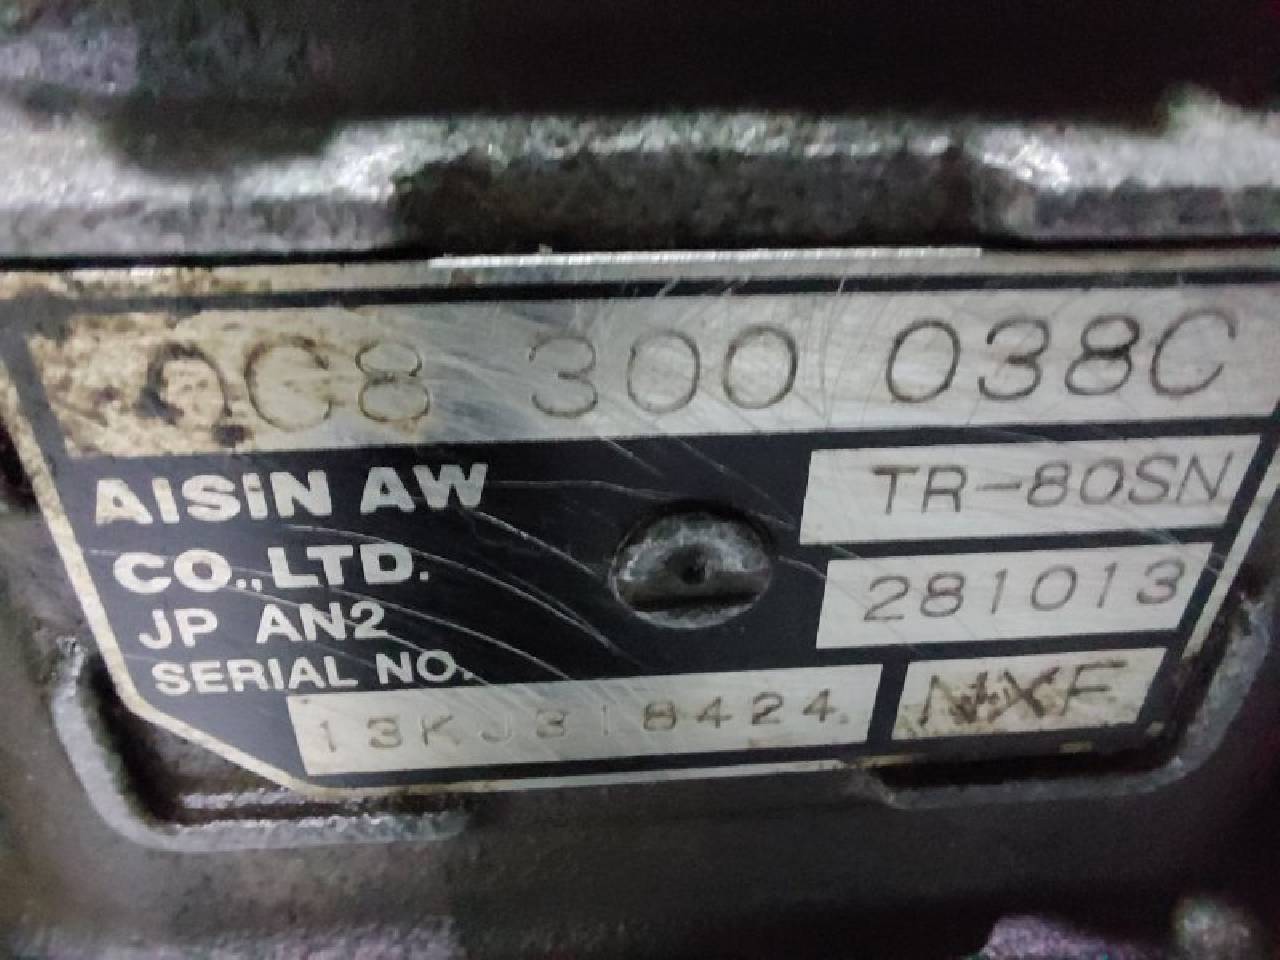 0C8 300 038C
AISIN AW
CO.,LTD.
JP AN2
SERIAL NO.
TR-80SN
281013
13KJ318424
NXF